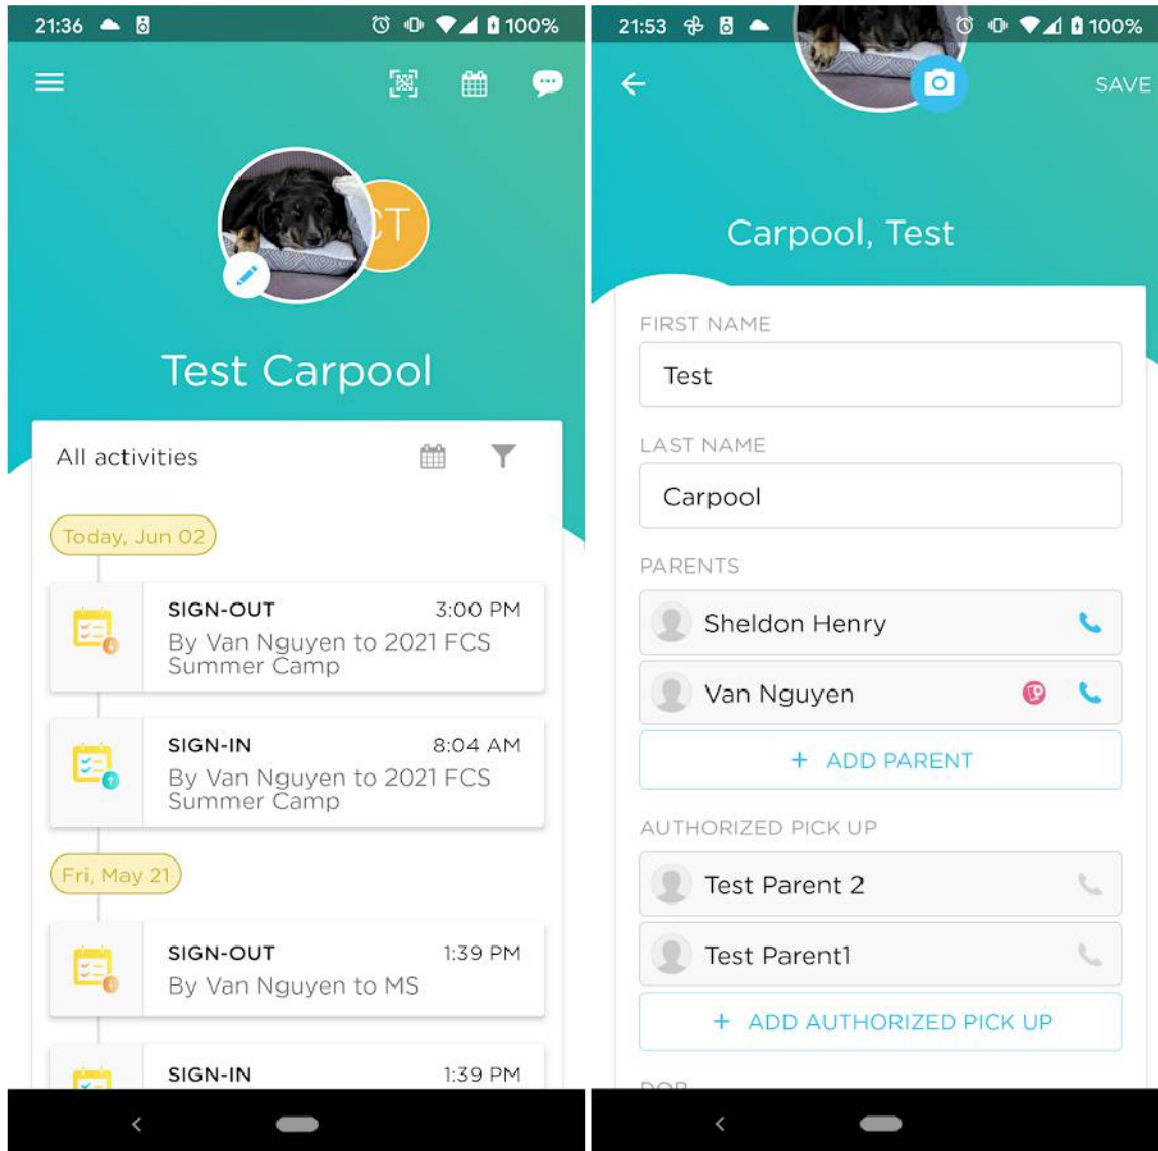 21:36
100%
CT
Test Carpool
All activities
Today, Jun 02
SIGN-OUT 3:00 PM
By Van Nguyen to 2021 FCS
Summer Camp
SIGN-IN 8:04 AM
By Van Nguyen to 2021 FCS
Summer Camp
Fri, May 21
SIGN-OUT 1:39 PM
By Van Nguyen to MS
SIGN-IN 1:39 PM
21:53
100%
SAVE
Carpool, Test
FIRST NAME
Test
LAST NAME
Carpool
PARENTS
Sheldon Henry
Van Nguyen
+ ADD PARENT
AUTHORIZED PICK UP
Test Parent 2
Test Parent1
+ ADD AUTHORIZED PICK UP
DOB